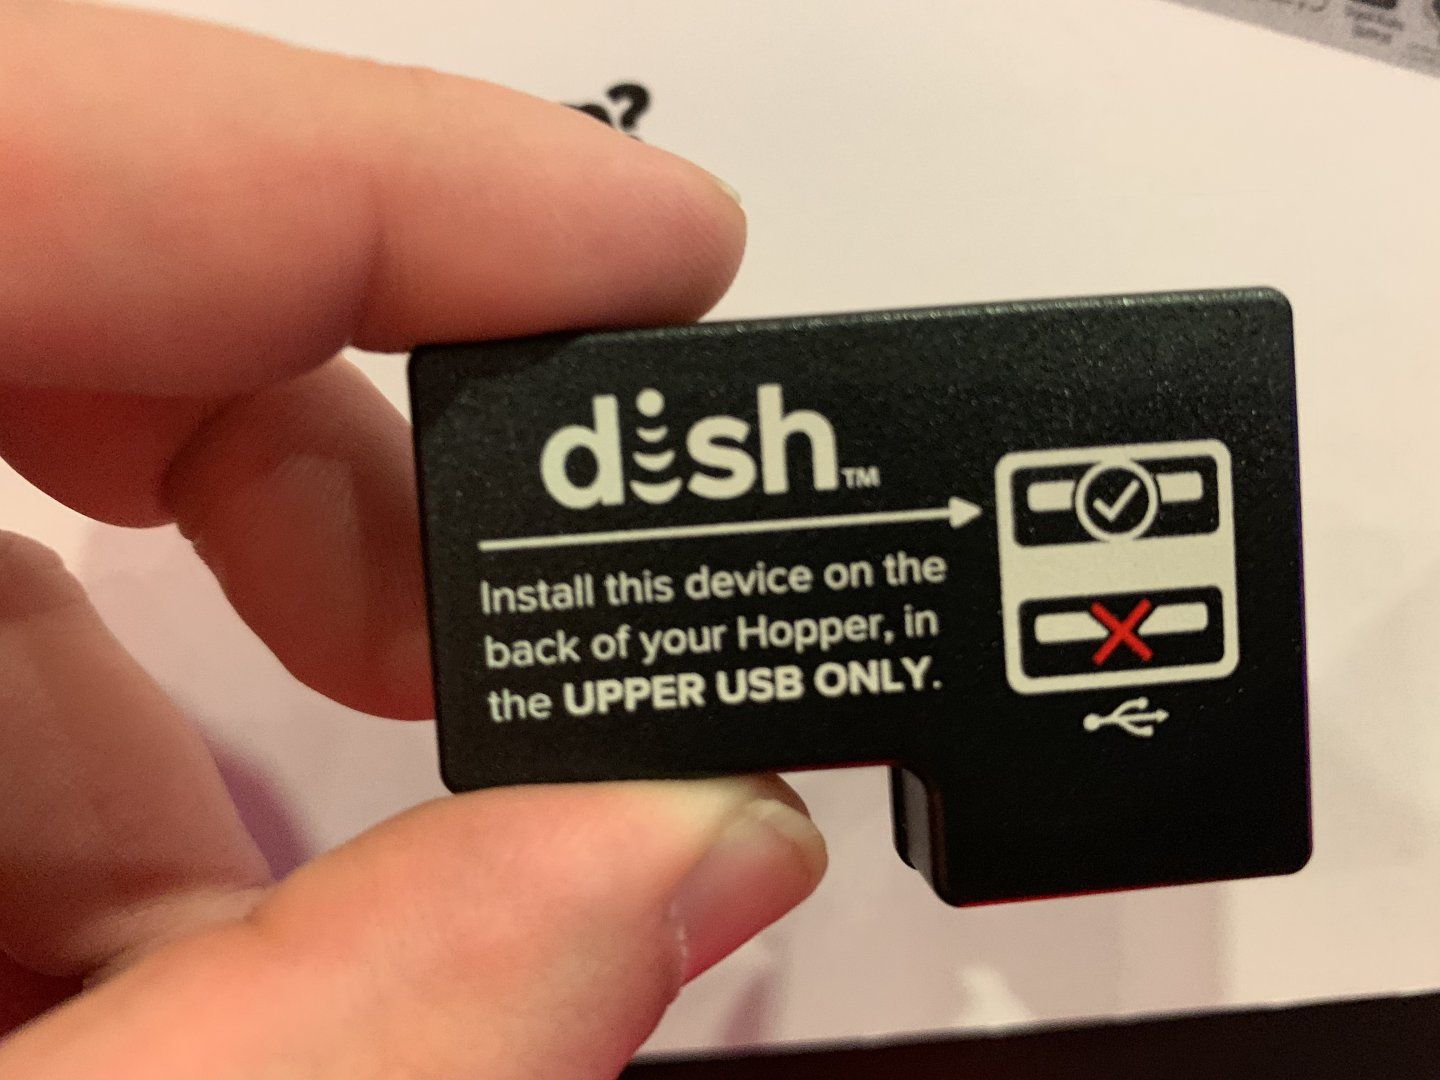 ?
dish™
Install this device on the
back of your Hopper, in
the UPPER USB ONLY.